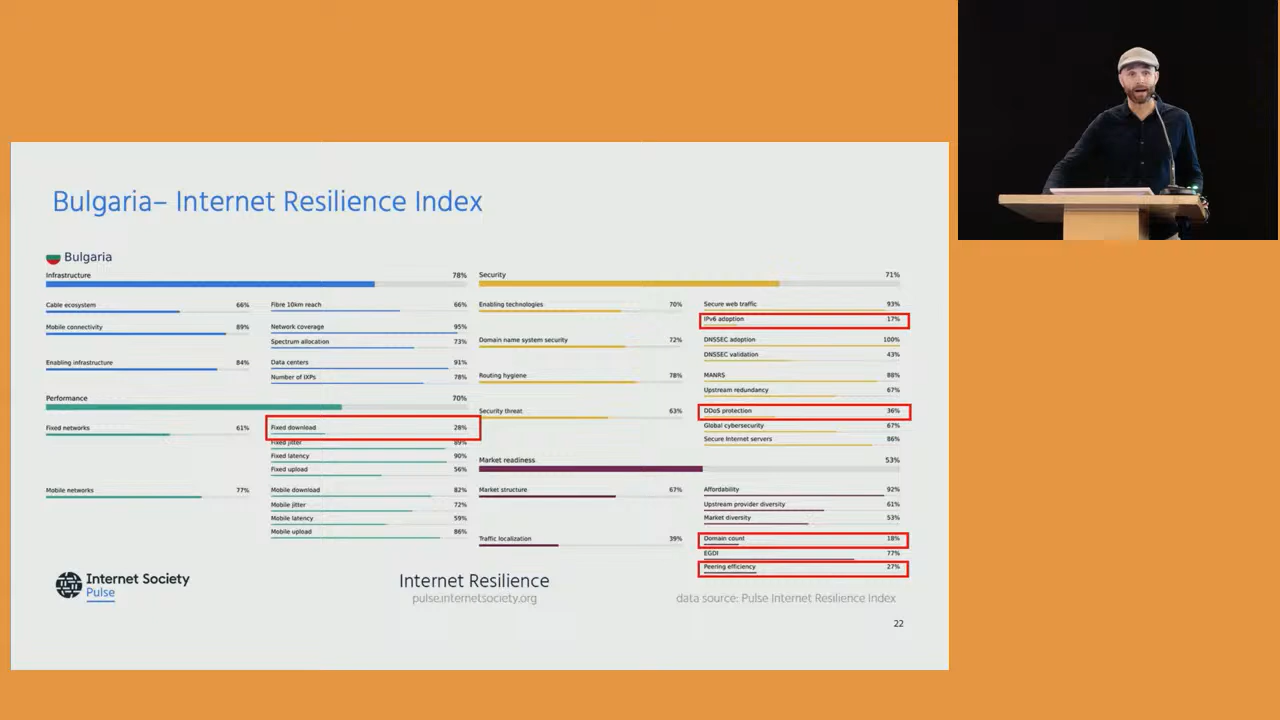 Bulgaria– Internet Resilience Index
Bulgaria
Infrastructure 78%
Cable ecosystem 66%
Fibre 10km reach 66%
Mobile connectivity 89%
Network coverage 95%
Spectrum allocation 73%
Enabling infrastructure 84%
Data centers 91%
Number of IXPs 78%
Performance 70%
Fixed networks 61%
Fixed download 28%
Fixed jitter 89%
Fixed latency 90%
Fixed upload 56%
Mobile networks 77%
Mobile download 82%
Mobile jitter 72%
Mobile latency 59%
Mobile upload 86%
Security 71%
Enabling technologies 70%
Secure web traffic 93%
IPv6 adoption 17%
Domain name system security 72%
DNSSEC adoption 100%
DNSSEC validation 43%
Routing hygiene 78%
MANRS 88%
Upstream redundancy 67%
Security threat 63%
DDoS protection 36%
Global cybersecurity 67%
Secure Internet servers 86%
Market readiness 53%
Market structure 67%
Affordability 92%
Upstream provider diversity 61%
Market diversity 53%
Traffic localization 39%
Domain count 18%
EGDI 77%
Peering efficiency 27%
Internet Society
Pulse
Internet Resilience
pulse.internetsociety.org
data source: Pulse Internet Resilience Index
22